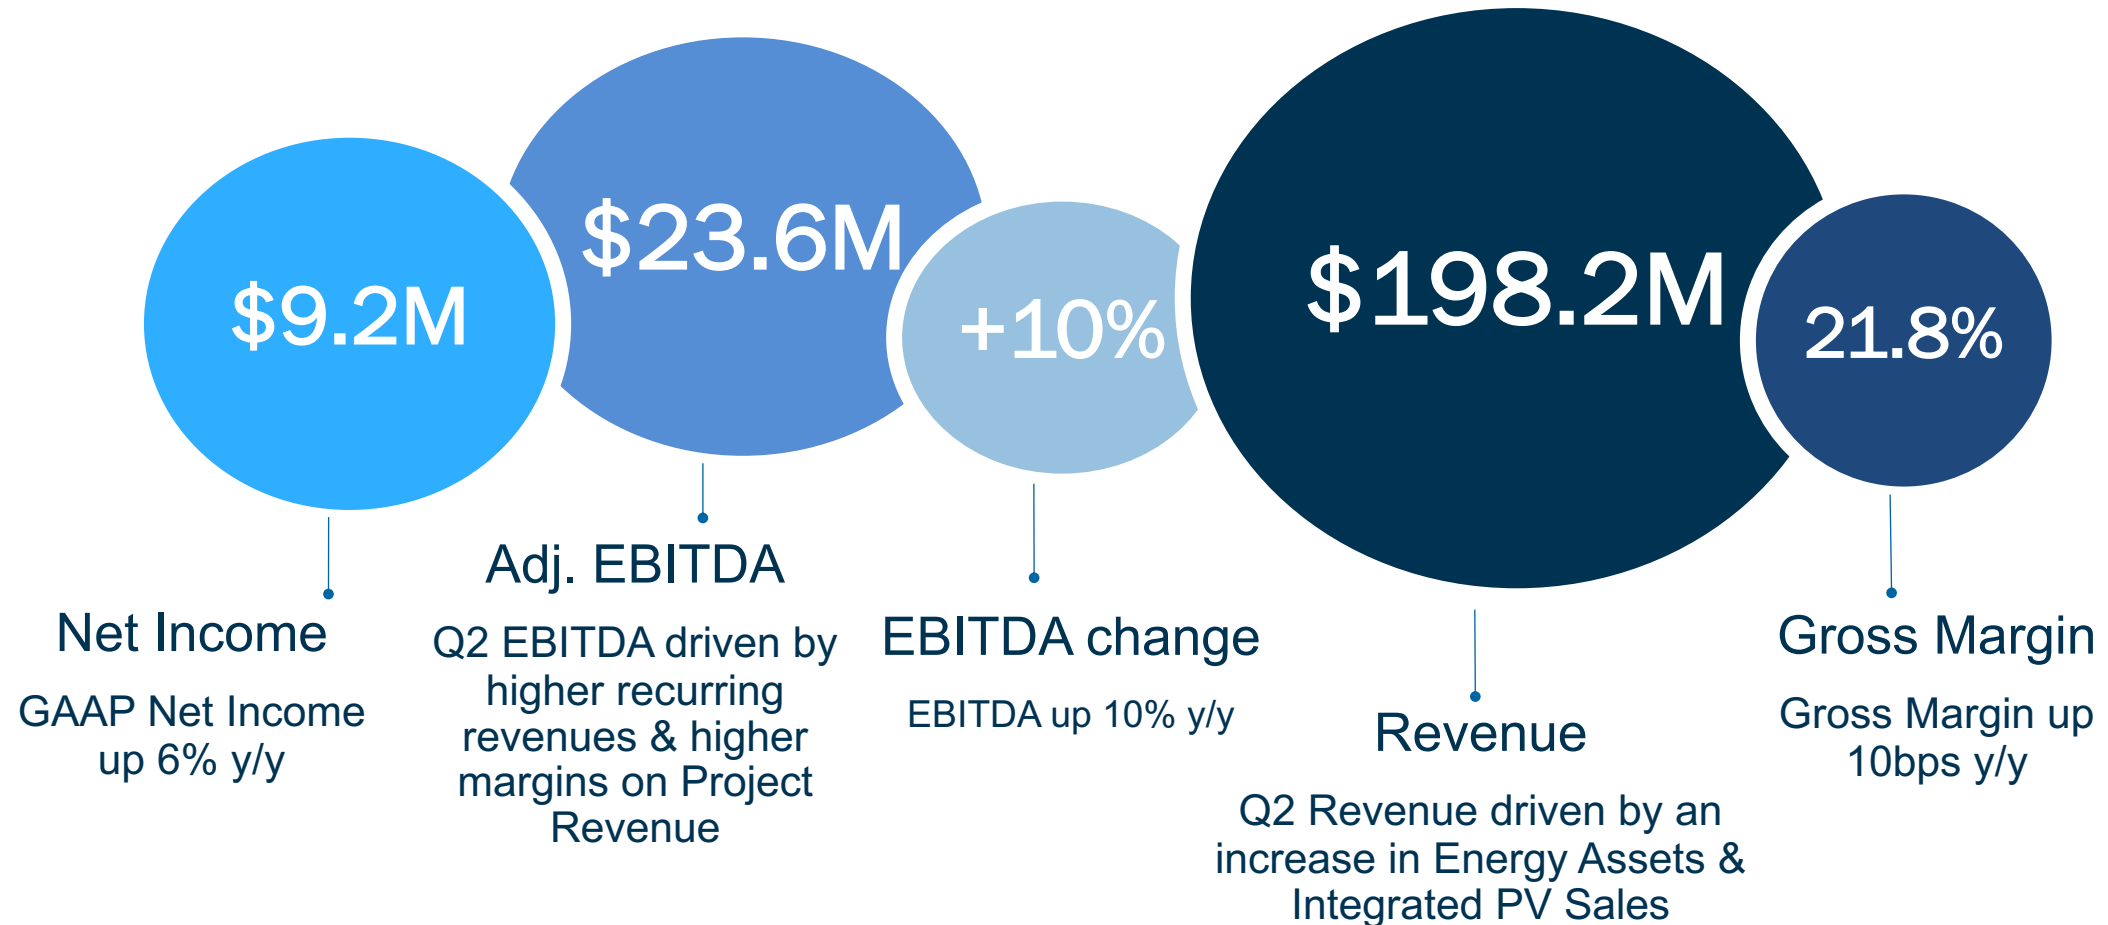 $9.2M
$23.6M
+10%
$198.2M
21.8%
Net Income
GAAP Net Income
up 6% y/y
Adj. EBITDA
Q2 EBITDA driven by
higher recurring
revenues & higher
margins on Project
Revenue
EBITDA change
EBITDA up 10% y/y
Revenue
Q2 Revenue driven by an
increase in Energy Assets &
Integrated PV Sales
Gross Margin
Gross Margin up
10bps y/y